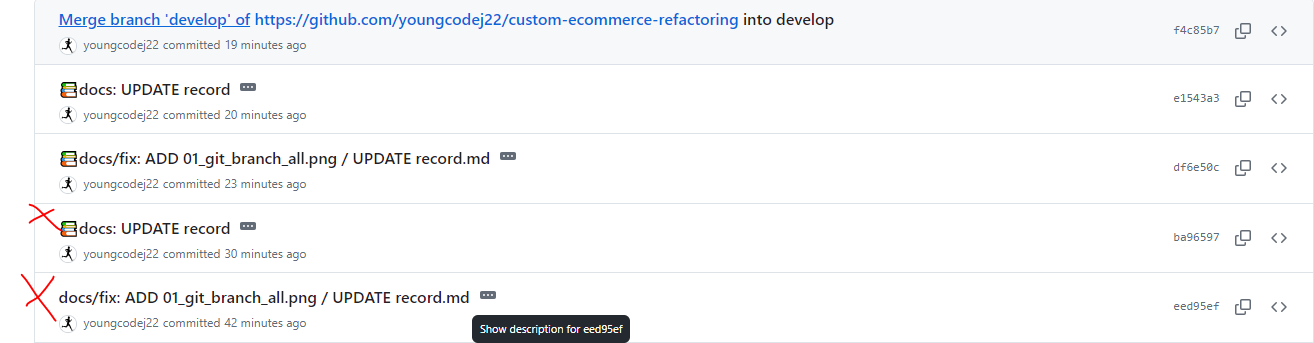 Merge branch 'develop' of https://github.com/youngcodej22/custom-ecommerce-refactoring into develop
youngcodej22 committed 19 minutes ago
f4c85b7
📚docs: UPDATE record
youngcodej22 committed 20 minutes ago
e1543a3
📚docs/fix: ADD 01_git_branch_all.png / UPDATE record.md
youngcodej22 committed 23 minutes ago
df6e50c
📚docs: UPDATE record
youngcodej22 committed 30 minutes ago
ba96597
docs/fix: ADD 01_git_branch_all.png / UPDATE record.md
youngcodej22 committed 42 minutes ago
eed95ef
Show description for eed95ef